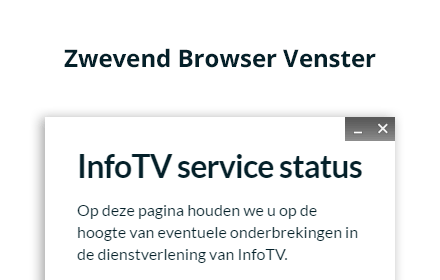 Zwevend Browser Venster
InfoTV service status
Op deze pagina houden we u op de
hoogte van eventuele onderbrekingen in
de dienstverlening van InfoTV.